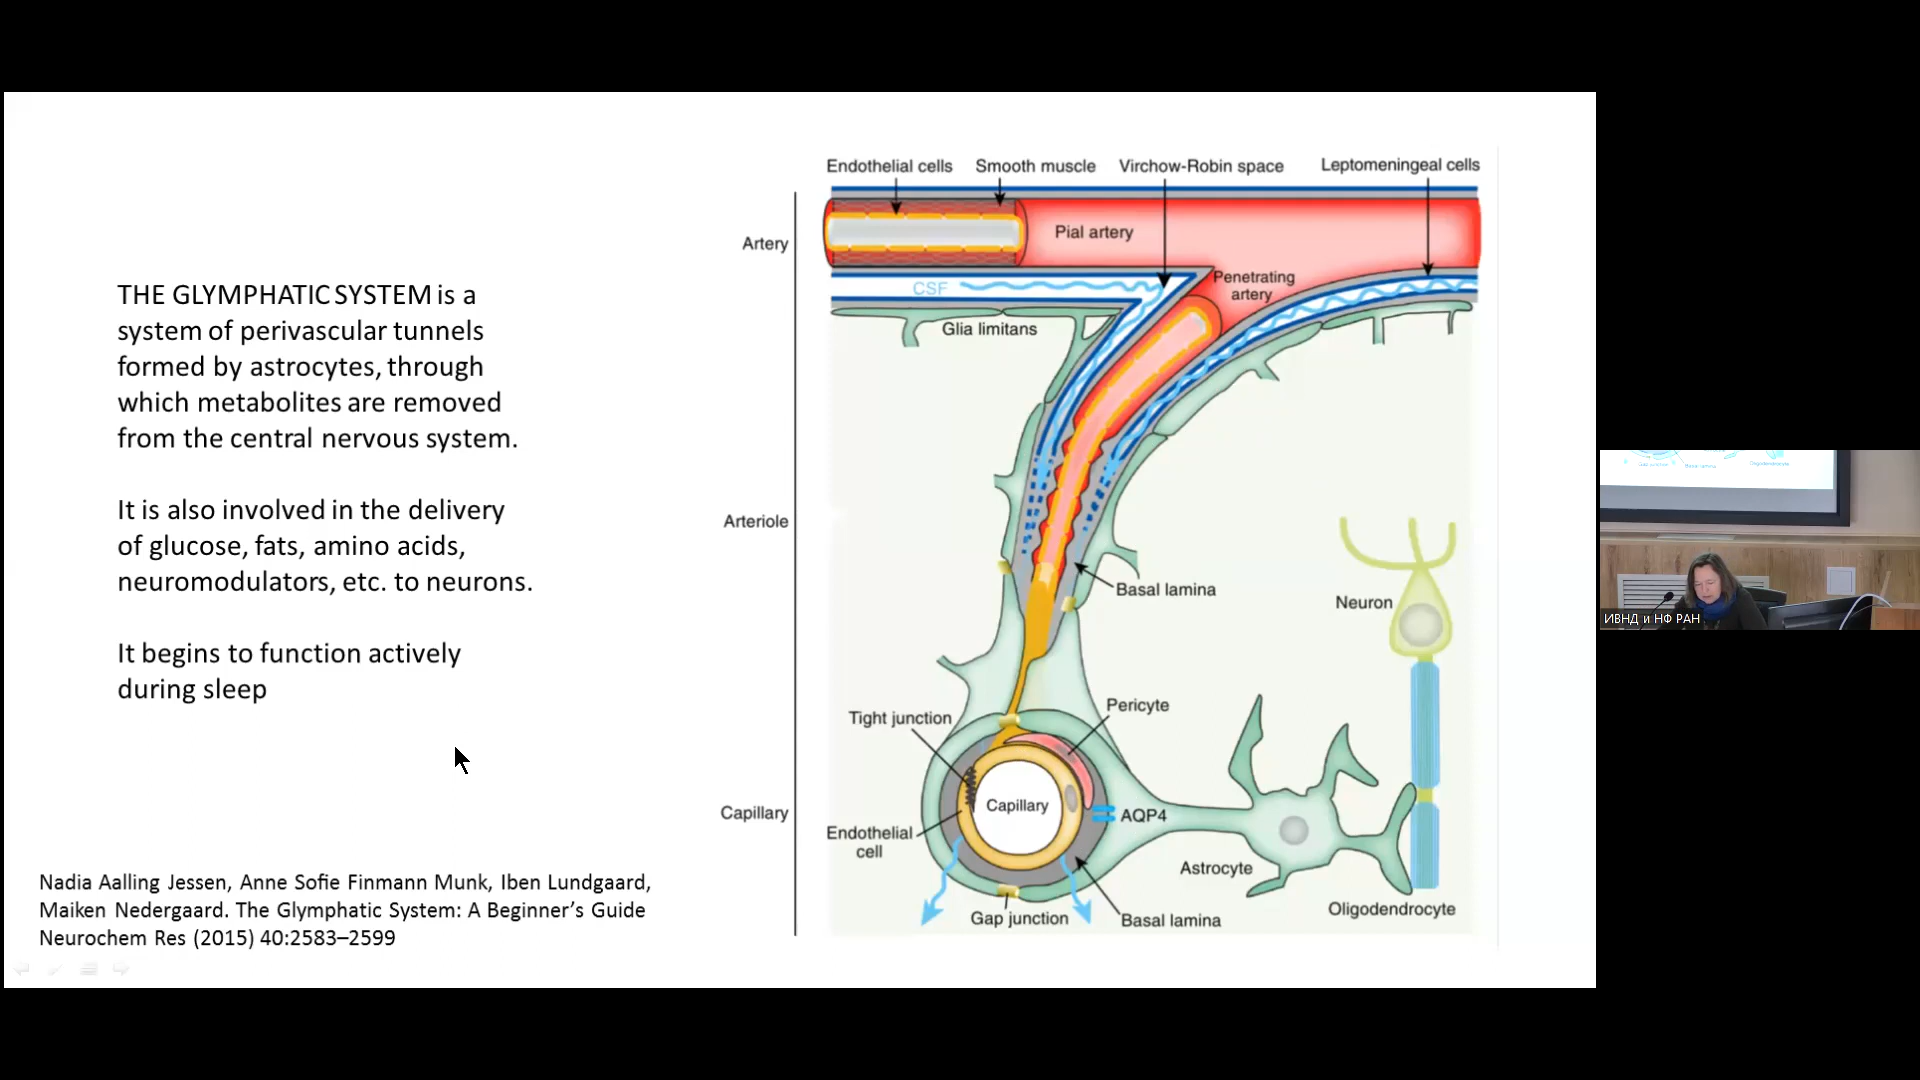 THE GLYMPHATIC SYSTEM is a
system of perivascular tunnels
formed by astrocytes, through
which metabolites are removed
from the central nervous system.
It is also involved in the delivery
of glucose, fats, amino acids,
neuromodulators, etc. to neurons.
It begins to function actively
during sleep
Nadia Aalling Jessen, Anne Sofie Finmann Munk, Iben Lundgaard,
Maiken Nedergaard. The Glymphatic System: A Beginner's Guide
Neurochem Res (2015) 40:2583–2599
Endothelial cells
Smooth muscle
Virchow-Robin space
Leptomeningeal cells
Artery
Pial artery
Penetrating
artery
CSF
Glia limitans
Arteriole
Basal lamina
Neuron
Tight junction
Pericyte
Capillary
Capillary
AQP4
Endothelial
cell
Astrocyte
Gap junction
Basal lamina
Oligodendrocyte
ИВНД и НФ РАН